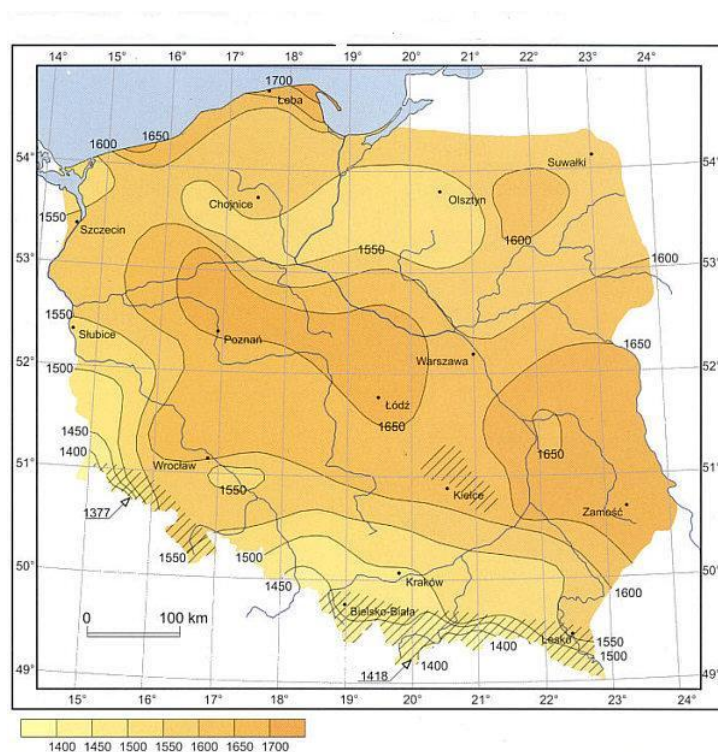 14° 15° 16° 17° 18° 19° 20° 21° 22° 23° 24°
1700
Łeba
1600
1650
54°
54°
Suwałki
Chojnice
Olsztyn
1550
Szczecin
1550
1600
53°
53°
1600
1550
Słubice
Poznań
1650
Warszawa
52°
52°
1500
Łódź
1650
1450
1650
1400
51°
51°
Wrocław
1550
Kielce
1377
Zamość
50°
1550
1500
50°
1450
Kraków
1600
0 100 km
Bielsko-Biała
Lesko
1550
1400
1500
1400
49°
1418
49°
15° 16° 17° 18° 19° 20° 21° 22° 23° 24°
1400 1450 1500 1550 1600 1650 1700